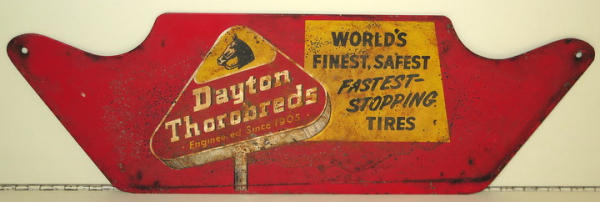 Dayton
Thorobreds
Engineered Since 1905
WORLD'S
FINEST, SAFEST
FASTEST-
STOPPING
TIRES